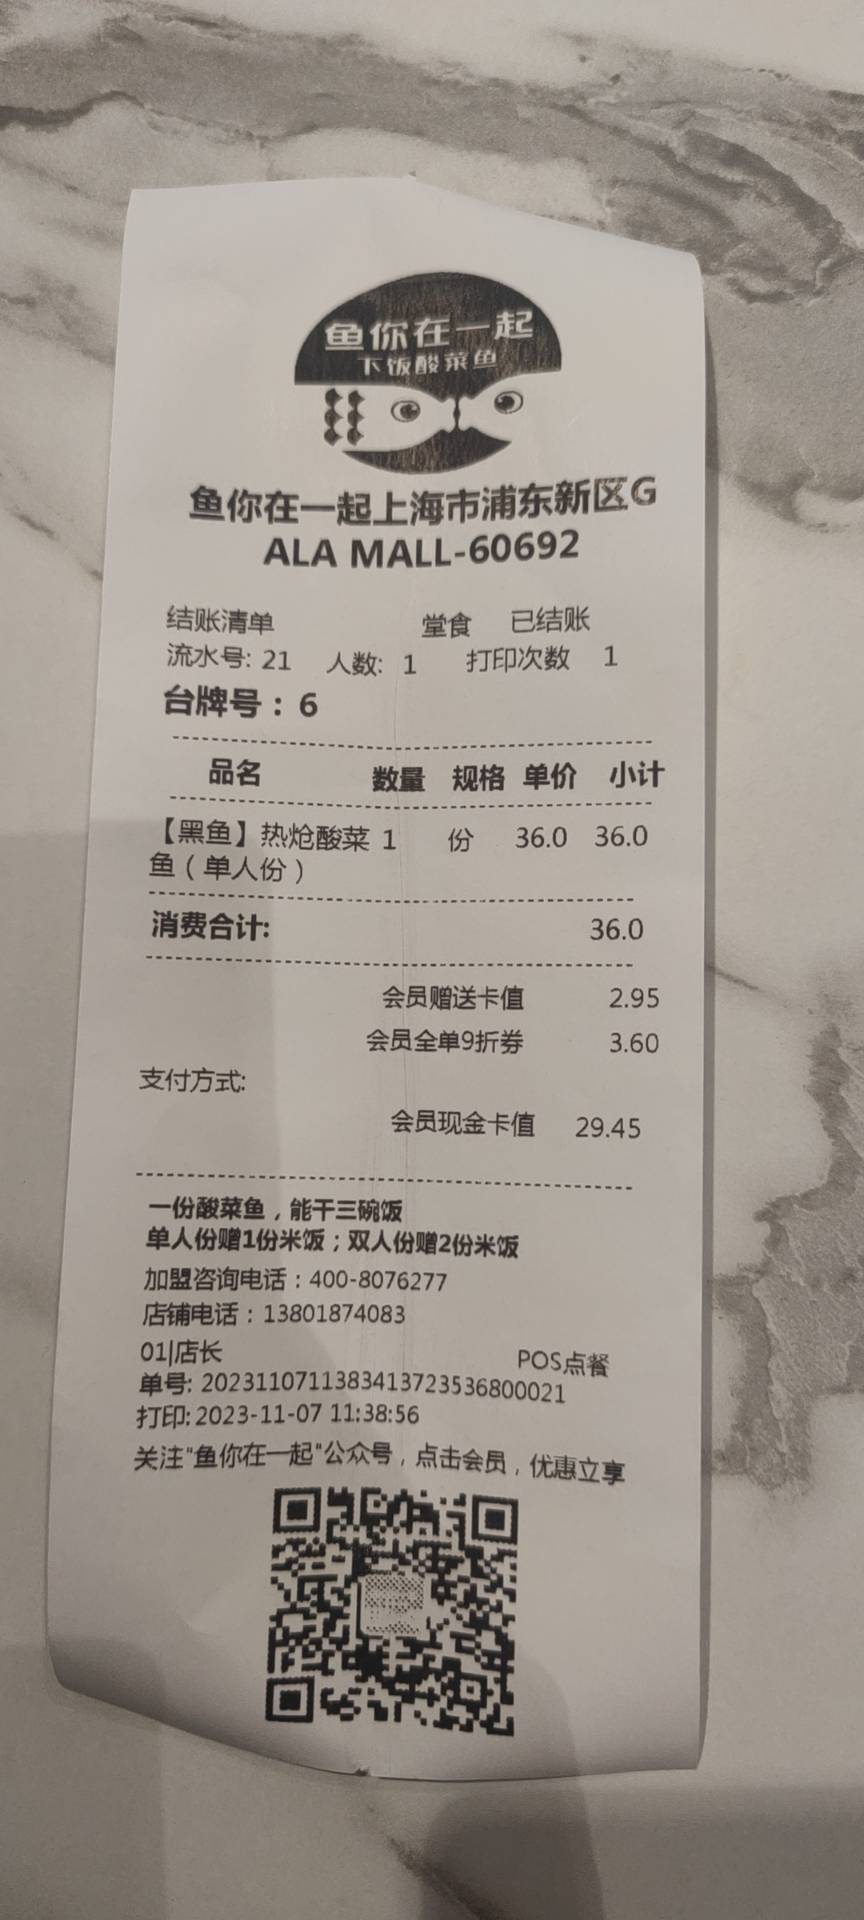 鱼你在一起
下饭酸菜鱼
鱼你在一起上海市浦东新区G
ALA MALL-60692
结账清单 堂食 已结账
流水号: 21 人数: 1 打印次数 1
台牌号：6
品名 数量 规格 单价 小计
【黑鱼】热炝酸菜 1 份 36.0 36.0
鱼（单人份）
消费合计: 36.0
会员赠送卡值 2.95
会员全单9折券 3.60
支付方式:
会员现金卡值 29.45
一份酸菜鱼，能干三碗饭
单人份赠1份米饭；双人份赠2份米饭
加盟咨询电话：400-8076277
店铺电话：13801874083
01|店长 POS点餐
单号: 20231107113834137235368​00021
打印: 2023-11-07 11:38:56
关注"鱼你在一起"公众号，点击会员，优惠立享